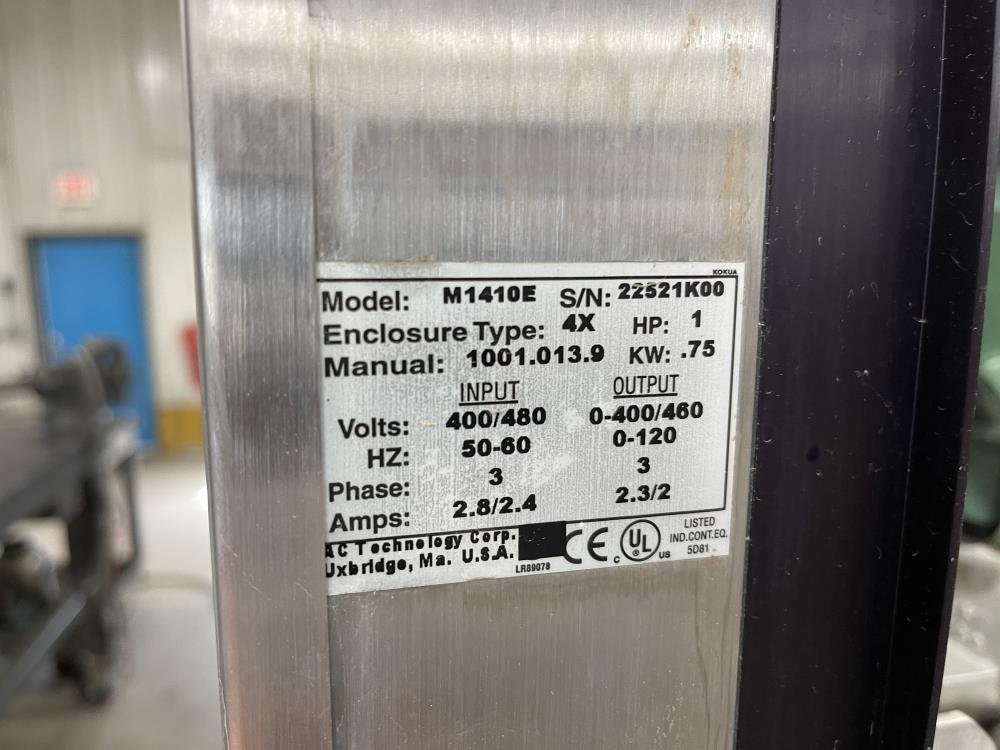 KOKUA
Model: M1410E S/N: 22521K00
Enclosure Type: 4X HP: 1
Manual: 1001.013.9 KW: .75
INPUT OUTPUT
Volts: 400/480 0-400/460
HZ: 50-60 0-120
Phase: 3 3
Amps: 2.8/2.4 2.3/2
AC Technology Corp.
Uxbridge, Ma. U.S.A.
LR89078
CE
c UL ® US
LISTED
IND.CONT.EQ.
5D81